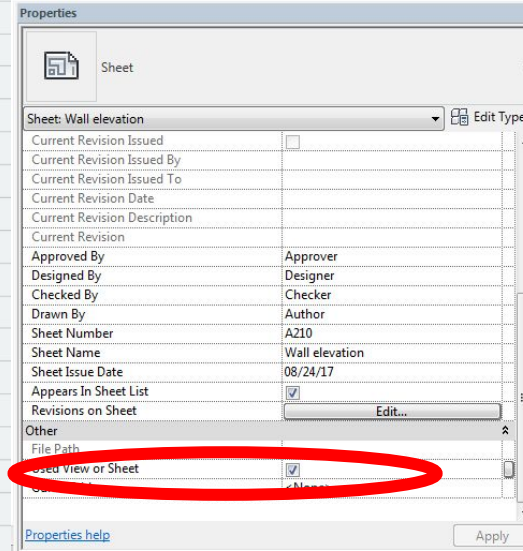 Properties
Sheet
Sheet: Wall elevation
Edit Type
Current Revision Issued
Current Revision Issued By
Current Revision Issued To
Current Revision Date
Current Revision Description
Current Revision
Approved By Approver
Designed By Designer
Checked By Checker
Drawn By Author
Sheet Number A210
Sheet Name Wall elevation
Sheet Issue Date 08/24/17
Appears In Sheet List
Revisions on Sheet Edit...
Other
File Path
Used View or Sheet
<None>
Properties help Apply